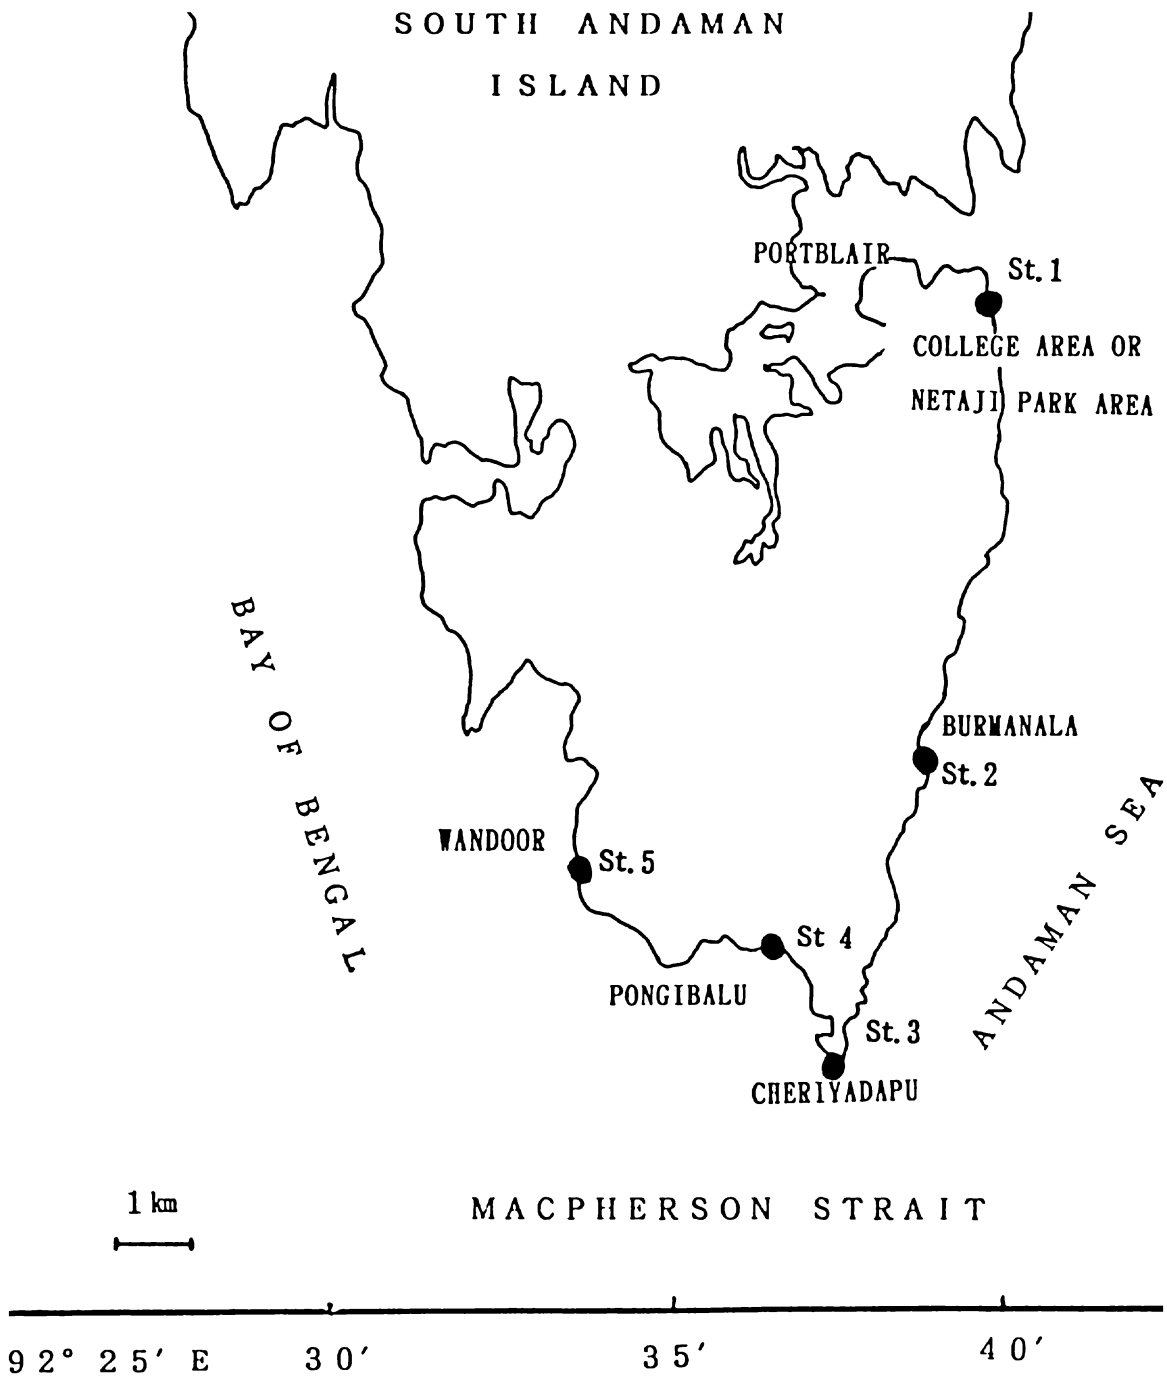 SOUTH ANDAMAN
ISLAND
PORTBLAIR
St.1
COLLEGE AREA OR
NETAJI PARK AREA
BAY OF BENGAL
BURMANALA
St.2
ANDAMAN SEA
WANDOOR
St.5
St 4
PONGIBALU
St.3
CHERIYADAPU
1 km
MACPHERSON STRAIT
92° 25′ E 30′ 35′ 40′